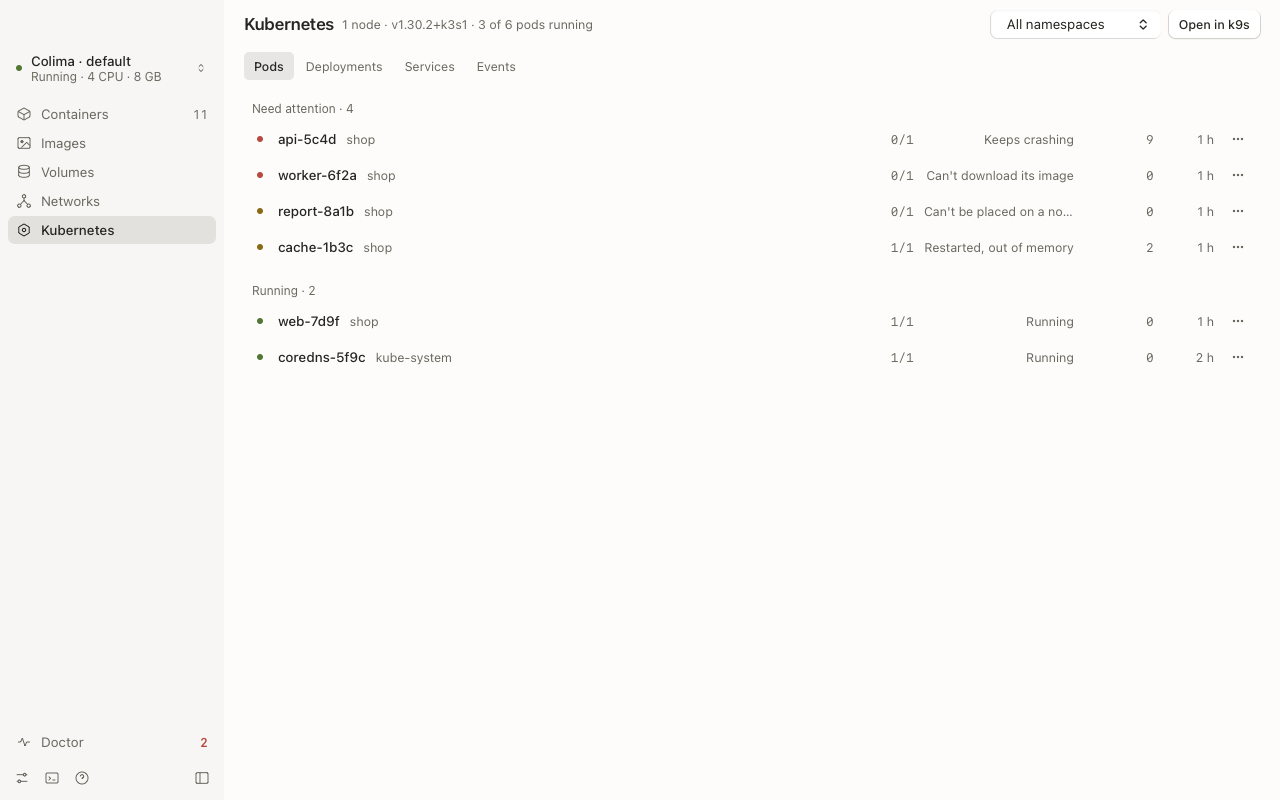 Kubernetes 1 node · v1.30.2+k3s1 · 3 of 6 pods running
All namespaces
Open in k9s
Colima · default
Running · 4 CPU · 8 GB
Containers 11
Images
Volumes
Networks
Kubernetes
Pods Deployments Services Events
Need attention · 4
api-5c4d shop 0/1 Keeps crashing 9 1 h
worker-6f2a shop 0/1 Can't download its image 0 1 h
report-8a1b shop 0/1 Can't be placed on a no... 0 1 h
cache-1b3c shop 1/1 Restarted, out of memory 2 1 h
Running · 2
web-7d9f shop 1/1 Running 0 1 h
coredns-5f9c kube-system 1/1 Running 0 2 h
Doctor 2